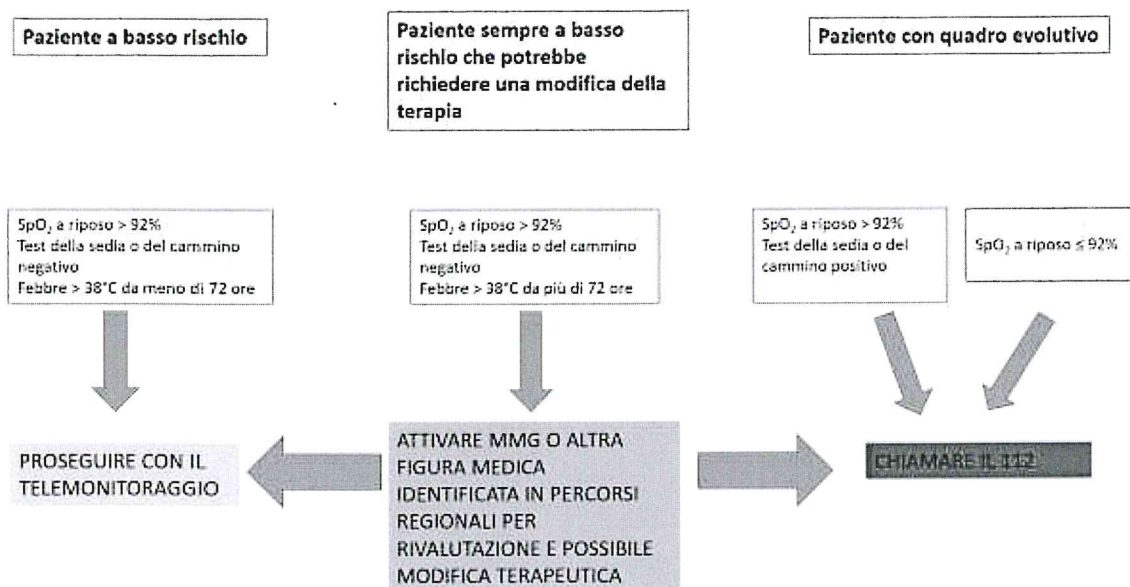 Paziente a basso rischio
Paziente sempre a basso
rischio che potrebbe
richiedere una modifica della
terapia
Paziente con quadro evolutivo
SpO₂ a riposo > 92%
Test della sedia o del cammino
negativo
Febbre > 38°C da meno di 72 ore
SpO₂ a riposo > 92%
Test della sedia o del cammino
negativo
Febbre > 38°C da più di 72 ore
SpO₂ a riposo > 92%
Test della sedia o del
cammino positivo
SpO₂ a riposo ≤ 92%
PROSEGUIRE CON IL
TELEMONITORAGGIO
ATTIVARE MMG O ALTRA
FIGURA MEDICA
IDENTIFICATA IN PERCORSI
REGIONALI PER
RIVALUTAZIONE E POSSIBILE
MODIFICA TERAPEUTICA
CHIAMARE IL 112